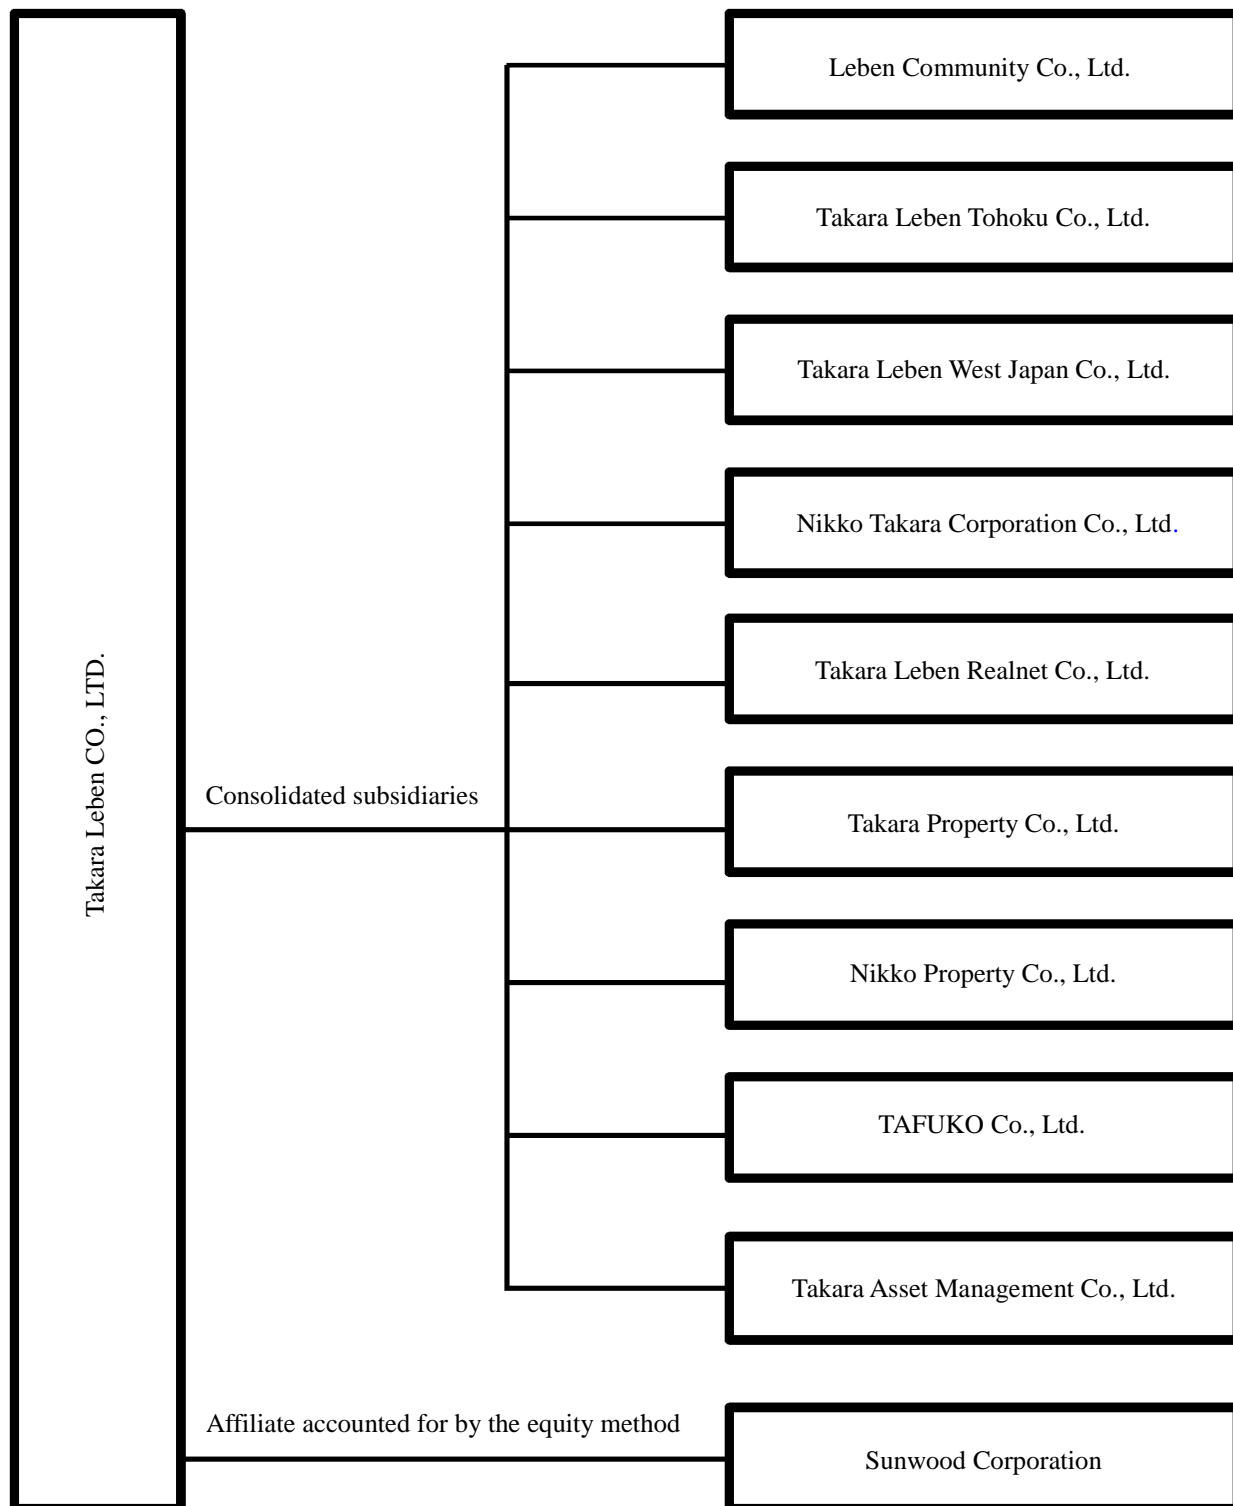 Takara Leben CO., LTD.
Consolidated subsidiaries
Leben Community Co., Ltd.
Takara Leben Tohoku Co., Ltd.
Takara Leben West Japan Co., Ltd.
Nikko Takara Corporation Co., Ltd.
Takara Leben Realnet Co., Ltd.
Takara Property Co., Ltd.
Nikko Property Co., Ltd.
TAFUKO Co., Ltd.
Takara Asset Management Co., Ltd.
Affiliate accounted for by the equity method
Sunwood Corporation